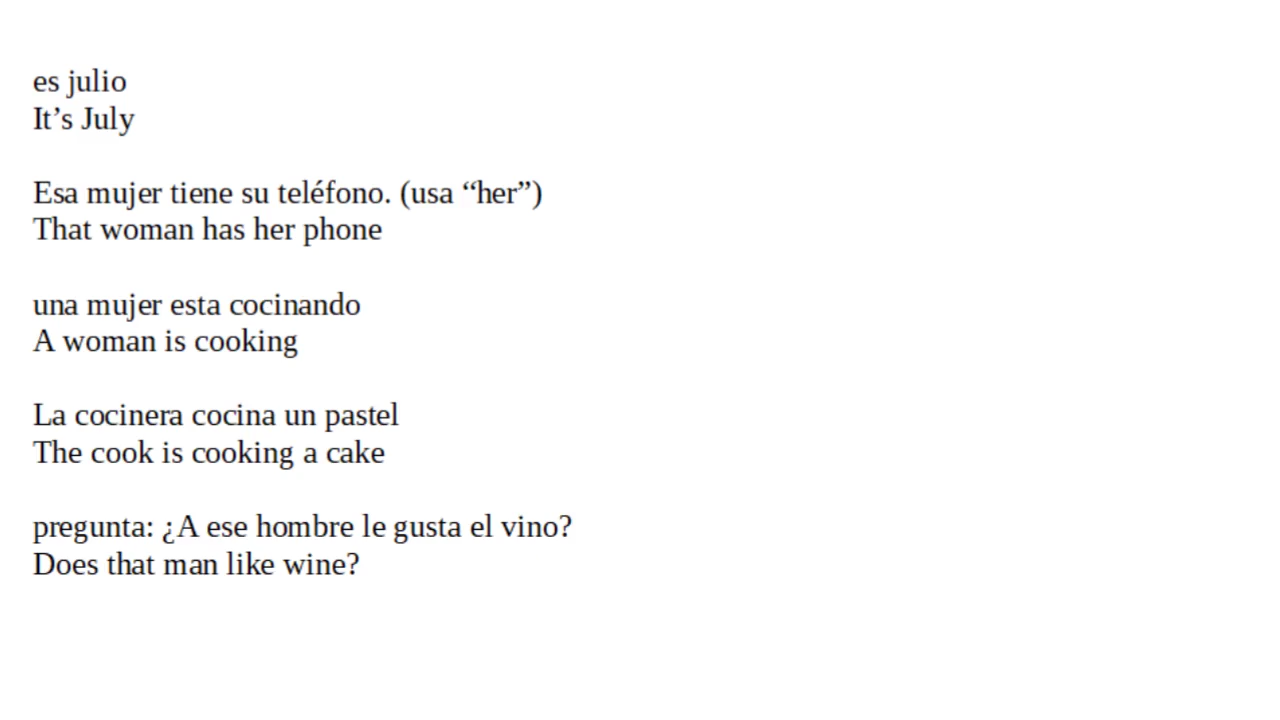 es julio
It’s July
Esa mujer tiene su teléfono. (usa “her”)
That woman has her phone
una mujer esta cocinando
A woman is cooking
La cocinera cocina un pastel
The cook is cooking a cake
pregunta: ¿A ese hombre le gusta el vino?
Does that man like wine?